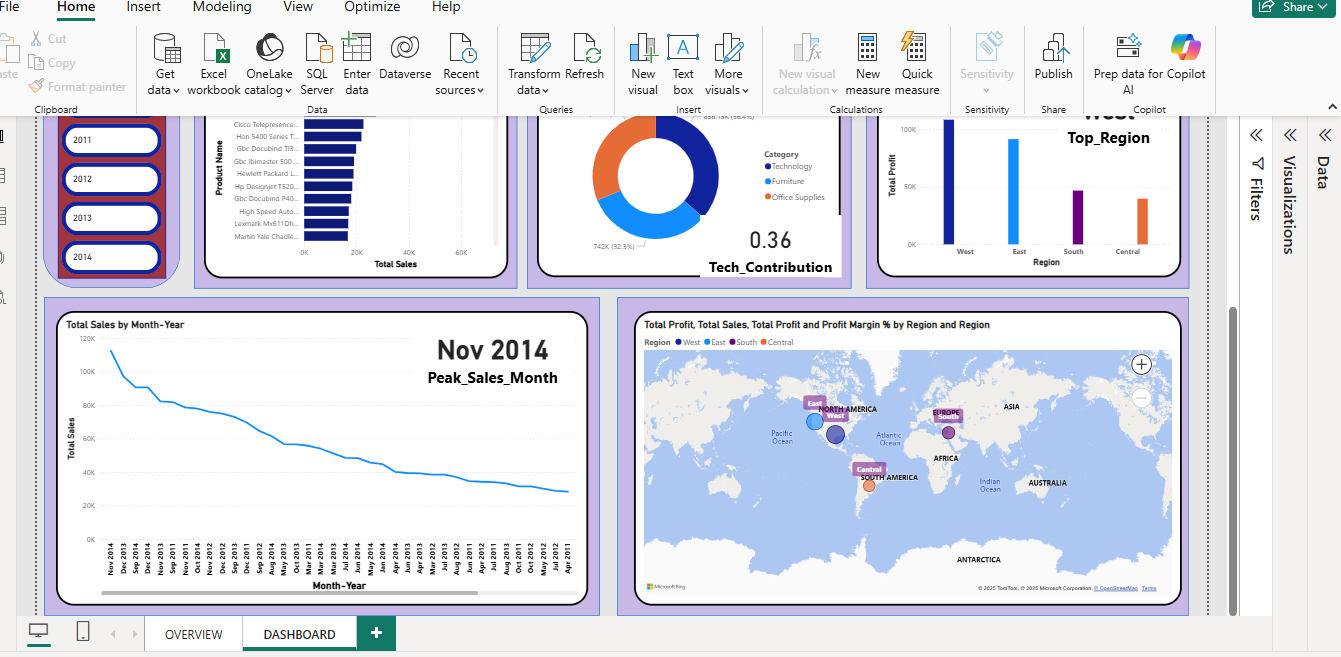 File Home Insert Modeling View Optimize Help Share
Cut
Copy
Format painter
Clipboard
Get data
Excel workbook
OneLake catalog
SQL Server
Enter data
Dataverse
Recent sources
Data
Transform data
Refresh
Queries
New visual
Text box
More visuals
Insert
New visual calculation
New measure
Quick measure
Calculations
Sensitivity
Sensitivity
Publish
Share
Prep data for AI
Copilot
Copilot
2011
2012
2013
2014
Product Name
Cisco Telepresence...
Hon 5400 Series T...
Gbc Docubind Tl3...
Gbc Ibimaster 500 ...
Hewlett Packard L...
Hp Designjet T520...
Gbc Docubind P40...
High Speed Auto...
Lexmark Mx611Dh...
Martin Yale Chadle...
0K 20K 40K 60K
Total Sales
Category
Technology
Furniture
Office Supplies
742K (32.3%)
0.36
Tech_Contribution
West
Top_Region
Total Profit
100K
50K
0K
West East South Central
Region
Filters
Visualizations
Data
Total Sales by Month-Year
Nov 2014
Peak_Sales_Month
Total Sales
120K
100K
80K
60K
40K
20K
0K
Nov 2014 Dec 2013 Sep 2014 Dec 2014 Nov 2013 Sep 2011 Nov 2011 Oct 2014 Nov 2012 Dec 2012 Sep 2013 Dec 2011 Sep 2012 Aug 2014 May 2013 Oct 2013 Mar 2011 Mar 2014 Mar 2013 Jul 2014 Jun 2014 May 2014 Jan 2014 Apr 2014 Jun 2013 Apr 2013 Mar 2012 Jul 2013 Aug 2012 Jun 2012 Apr 2012 Jul 2011 Aug 2013 Oct 2011 Oct 2012 May 2012 Jul 2012 Apr 2011
Month-Year
Total Profit, Total Sales, Total Profit and Profit Margin % by Region and Region
Region West East South Central
East
NORTH AMERICA
West
EUROPE
ASIA
Pacific Ocean
Atlantic Ocean
AFRICA
Central
SOUTH AMERICA
Indian Ocean
AUSTRALIA
ANTARCTICA
Microsoft Bing
© 2025 TomTom, © 2025 Microsoft Corporation, © OpenStreetMap Terms
OVERVIEW DASHBOARD